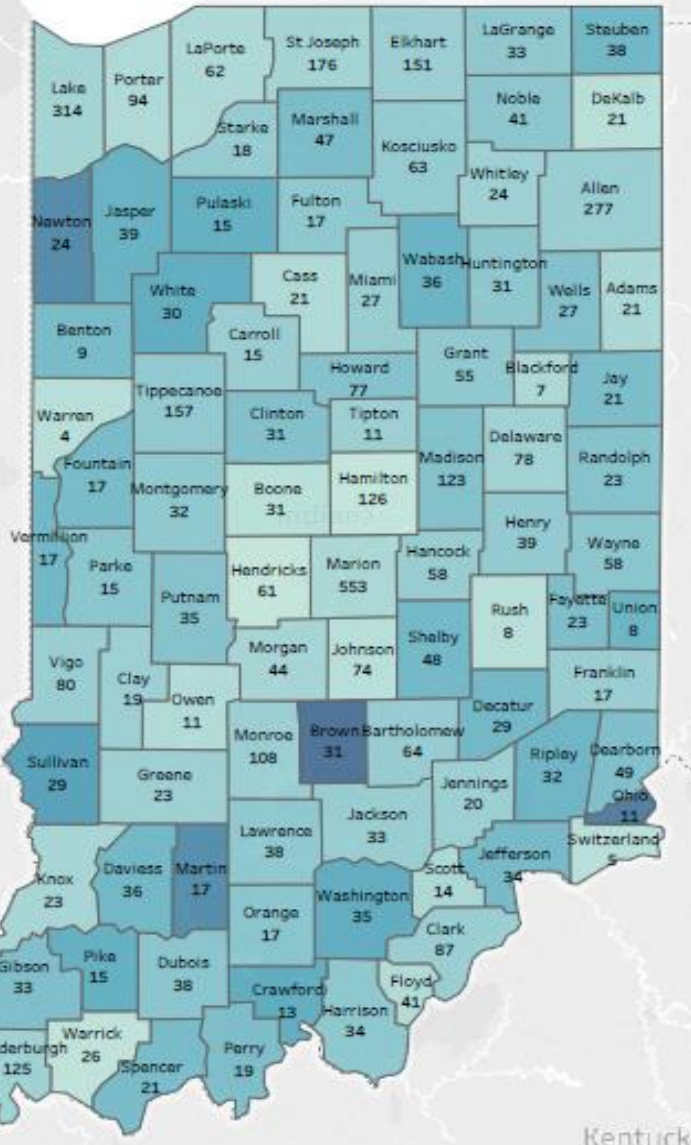 Lake
314
Porter
94
LaPorte
62
St Joseph
176
Elkhart
151
LaGrange
33
Steuben
38
Starke
18
Marshall
47
Kosciusko
63
Noble
41
DeKalb
21
Whitley
24
Allen
277
Newton
24
Jasper
39
Pulaski
15
Fulton
17
Wabash
36
Huntington
31
Wells
27
Adams
21
White
30
Cass
21
Miami
27
Benton
9
Carroll
15
Howard
77
Grant
55
Blackford
7
Jay
21
Warren
4
Tippecanoe
157
Clinton
31
Tipton
11
Madison
123
Delaware
78
Randolph
23
Fountain
17
Montgomery
32
Boone
31
Hamilton
126
Indiana
Henry
39
Wayne
58
Vermillion
17
Parke
15
Putnam
35
Hendricks
61
Marion
553
Hancock
58
Rush
8
Fayette
23
Union
8
Vigo
80
Clay
19
Owen
11
Morgan
44
Johnson
74
Shelby
48
Franklin
17
Sullivan
29
Greene
23
Monroe
108
Brown
31
Bartholomew
64
Decatur
29
Ripley
32
Dearborn
49
Ohio
11
Jennings
20
Jackson
33
Lawrence
38
Switzerland
5
Knox
23
Daviess
36
Martin
17
Washington
35
Scott
14
Jefferson
34
Orange
17
Clark
87
Gibson
33
Pike
15
Dubois
38
Crawford
13
Harrison
34
Floyd
41
derburgh
125
Warrick
26
Spencer
21
Perry
19
Kentuck